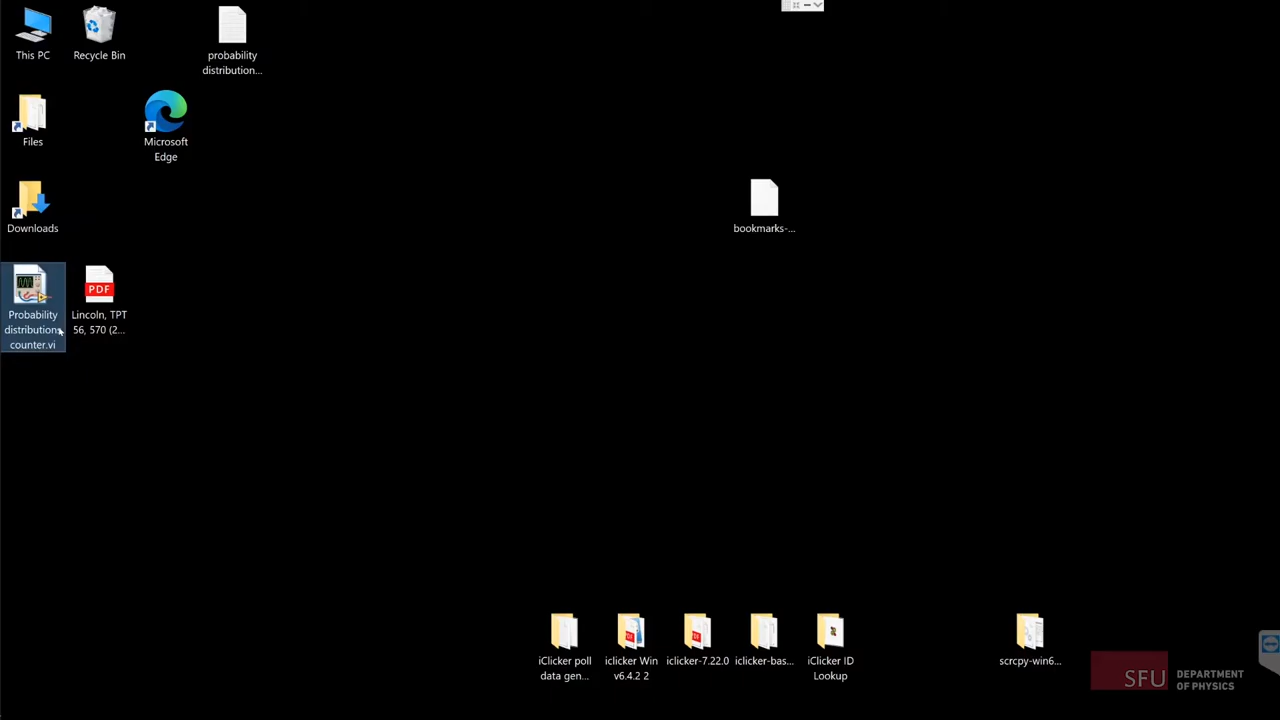 This PC
Recycle Bin
probability
distribution...
Files
Microsoft
Edge
Downloads
bookmarks-...
Probability
distributions
counter.vi
PDF
Lincoln, TPT
56, 570 (2...
iClicker poll
data gen...
iclicker Win
v6.4.2 2
iclicker-7.22.0
iclicker-bas...
iClicker ID
Lookup
scrcpy-win6...
SFU
DEPARTMENT
OF PHYSICS